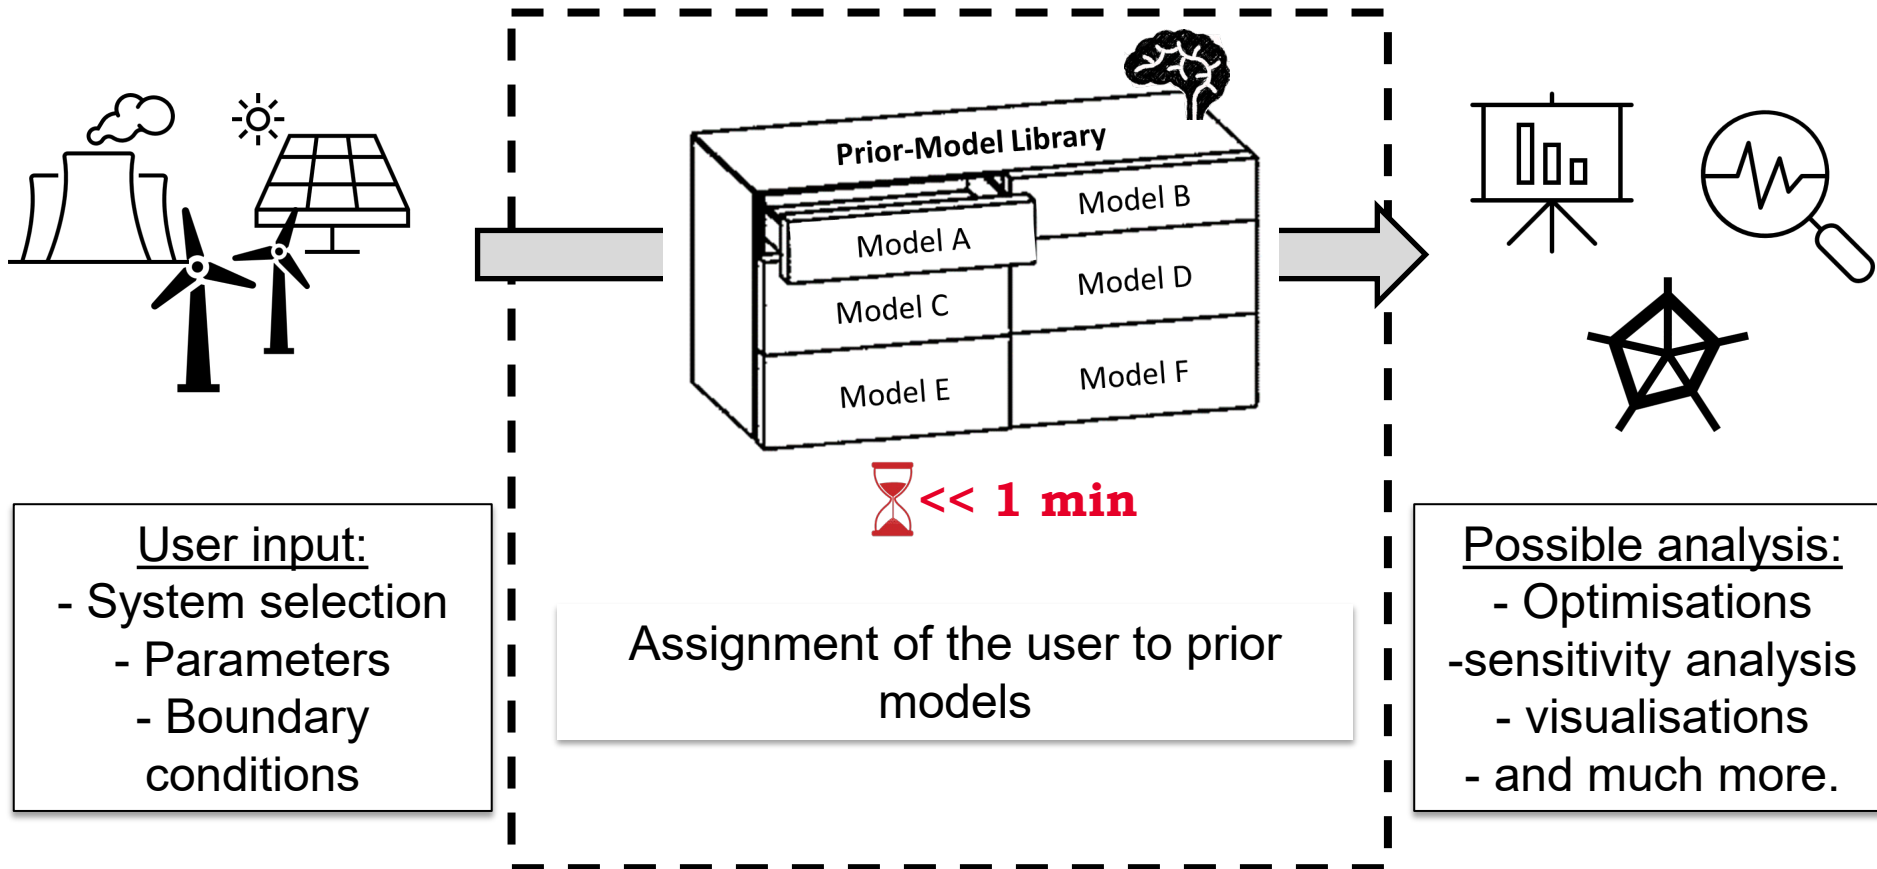 Prior-Model Library
Model A
Model B
Model C
Model D
Model E
Model F
<< 1 min
User input:
- System selection
- Parameters
- Boundary
conditions
Assignment of the user to prior
models
Possible analysis:
- Optimisations
-sensitivity analysis
- visualisations
- and much more.